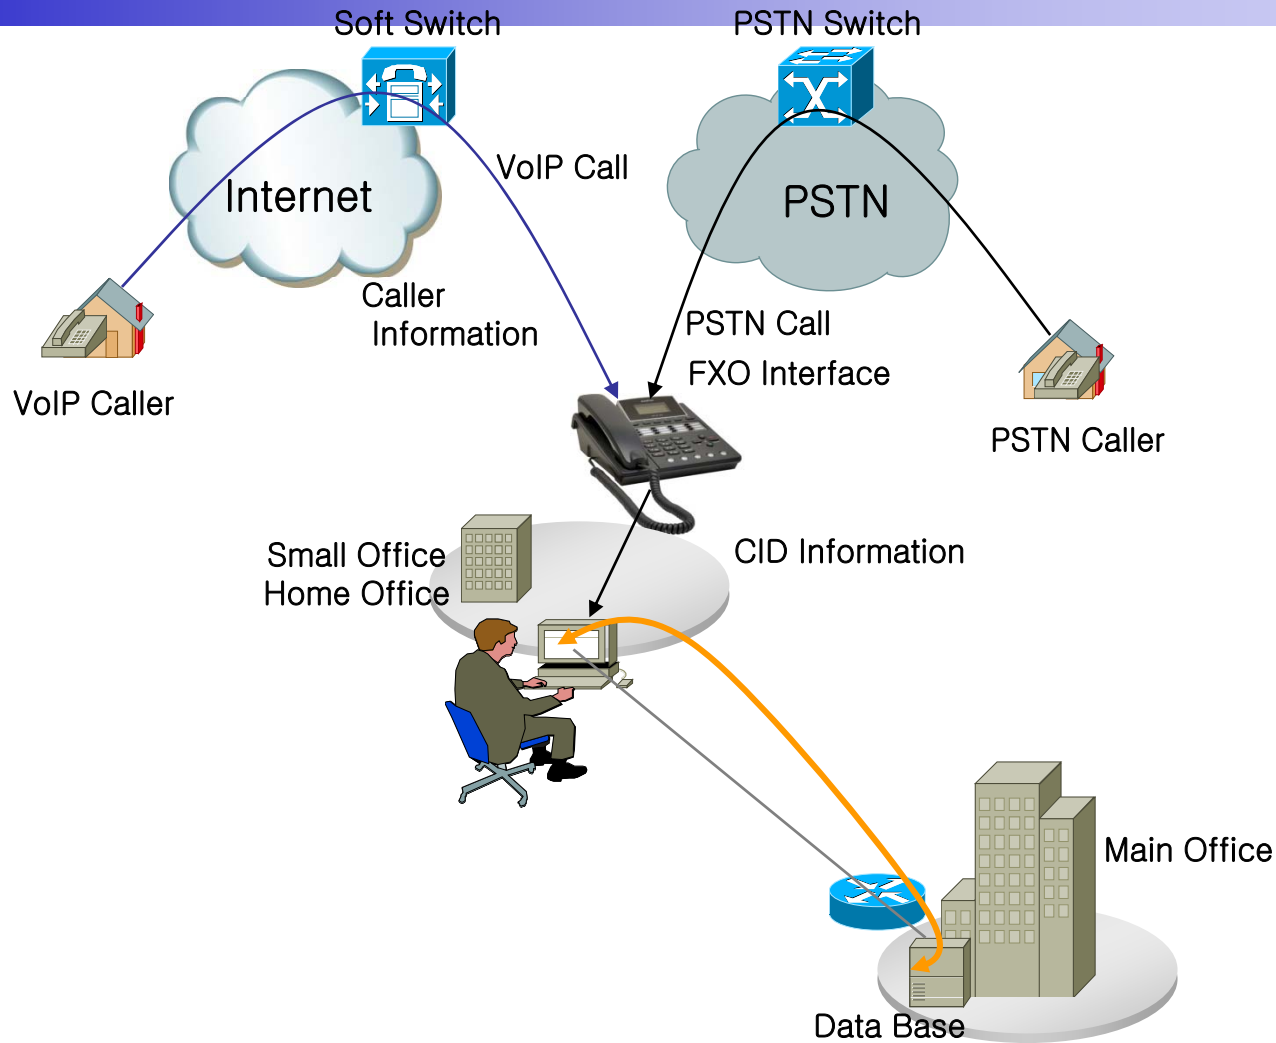 Soft Switch
PSTN Switch
VoIP Call
Internet
PSTN
Caller
Information
PSTN Call
FXO Interface
VoIP Caller
PSTN Caller
CID Information
Small Office
Home Office
Main Office
Data Base